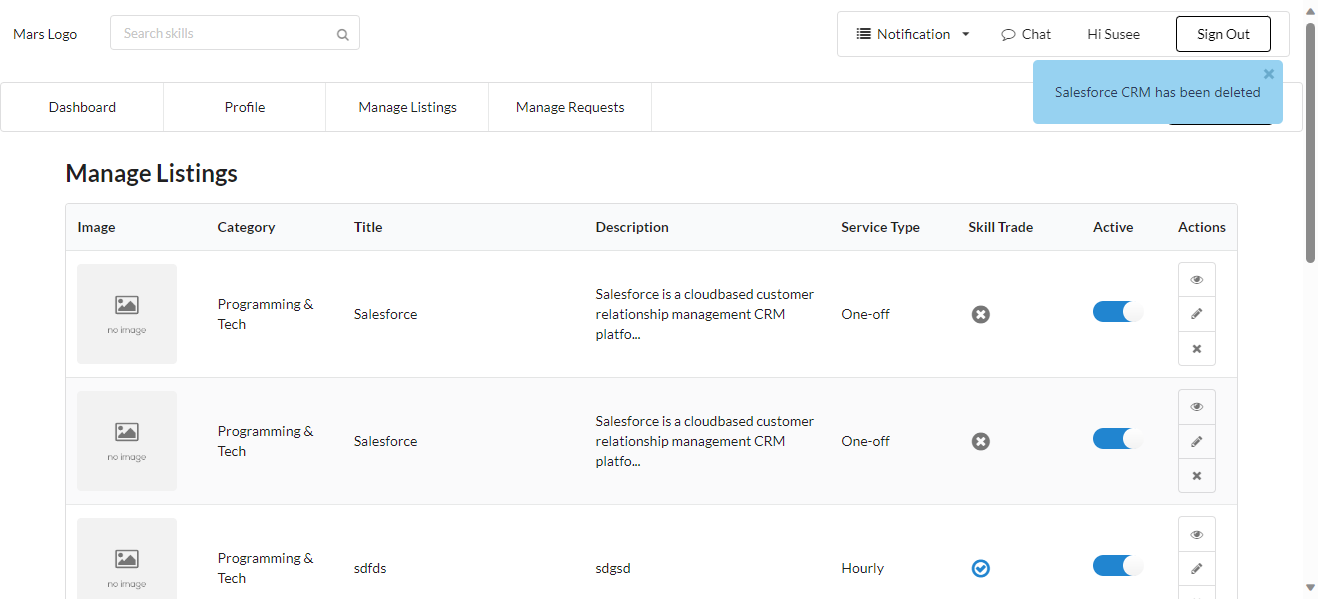 Mars Logo
Search skills
Notification
Chat
Hi Susee
Sign Out
Salesforce CRM has been deleted
Dashboard
Profile
Manage Listings
Manage Requests
Manage Listings
Image
Category
Title
Description
Service Type
Skill Trade
Active
Actions
no image
Programming &
Tech
Salesforce
Salesforce is a cloudbased customer
relationship management CRM
platfo...
One-off
no image
Programming &
Tech
Salesforce
Salesforce is a cloudbased customer
relationship management CRM
platfo...
One-off
no image
Programming &
Tech
sdfds
sdgsd
Hourly